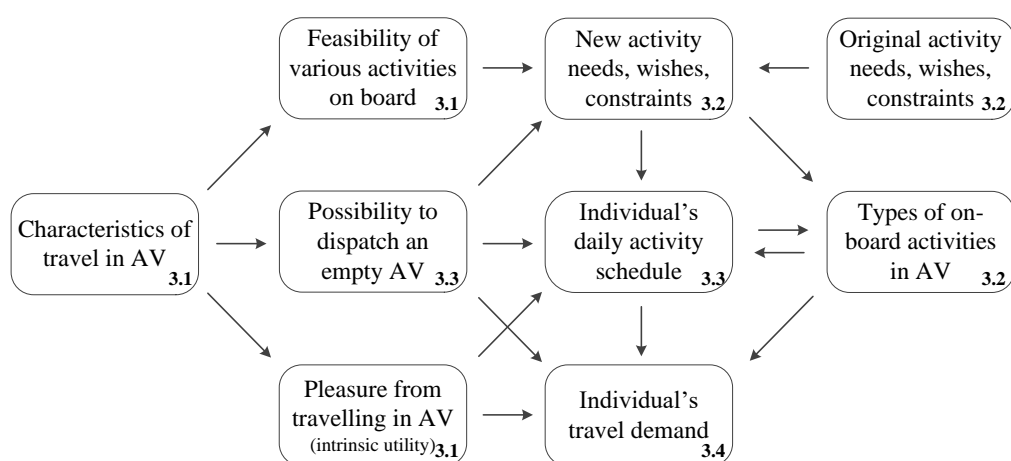 Feasibility of
various activities
on board
3.1
New activity
needs, wishes,
constraints
3.2
Original activity
needs, wishes,
constraints
3.2
Characteristics of
travel in AV
3.1
Possibility to
dispatch an
empty AV
3.3
Individual's
daily activity
schedule
3.3
Types of on-
board activities
in AV
3.2
Pleasure from
travelling in AV
(intrinsic utility)
3.1
Individual's
travel demand
3.4